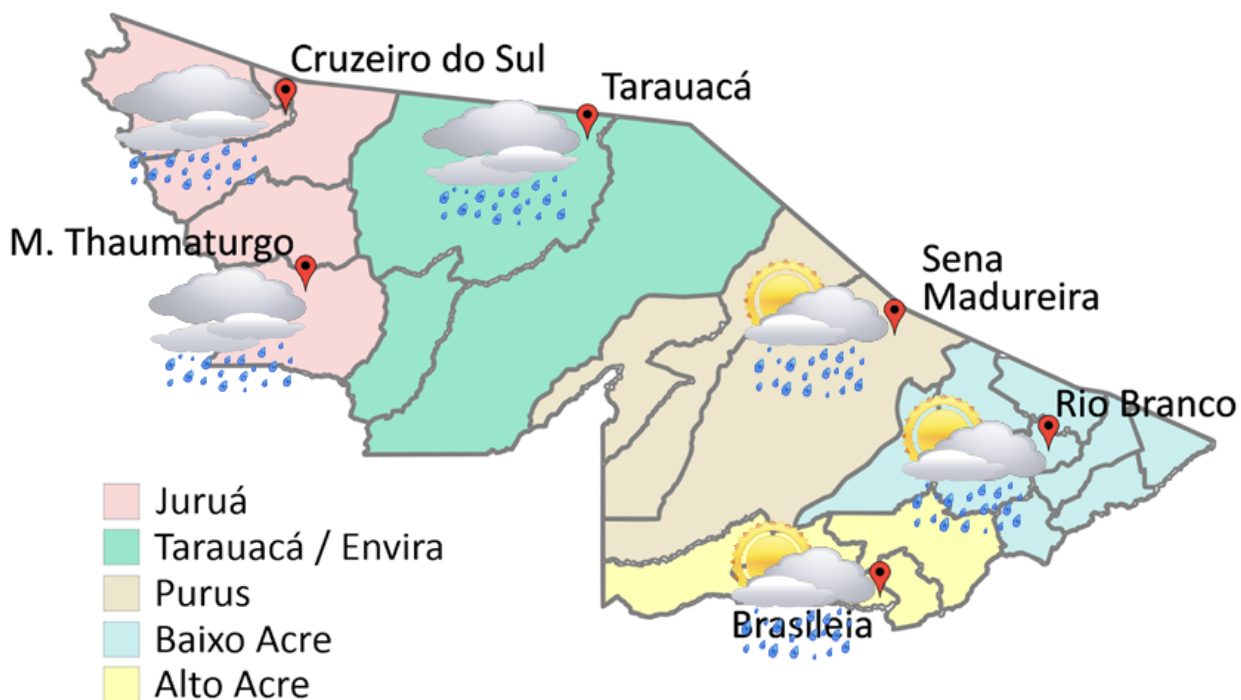 Cruzeiro do Sul
Tarauacá
M. Thaumaturgo
Sena
Madureira
Rio Branco
Brasileia
Juruá
Tarauacá / Envira
Purus
Baixo Acre
Alto Acre